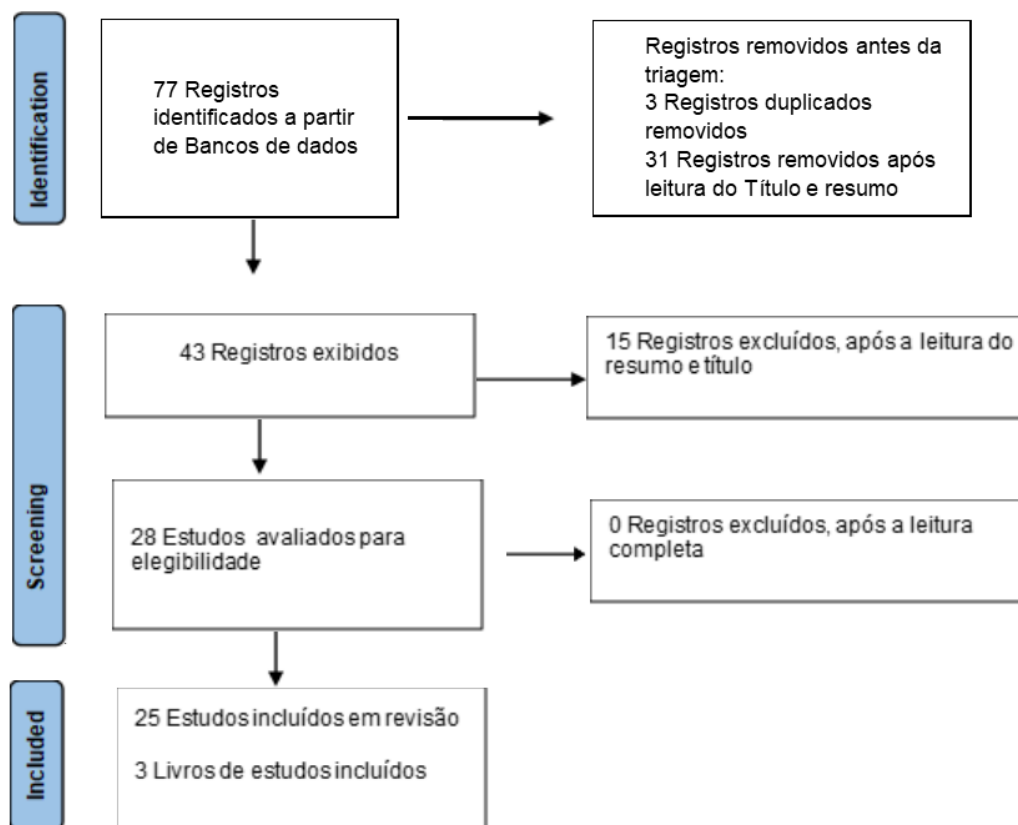 Identification
77 Registros
identificados a partir
de Bancos de dados
Registros removidos antes da
triagem:
3 Registros duplicados
removidos
31 Registros removidos após
leitura do Título e resumo
Screening
43 Registros exibidos
15 Registros excluídos, após a leitura do
resumo e título
28 Estudos avaliados para
elegibilidade
0 Registros excluídos, após a leitura
completa
Included
25 Estudos incluídos em revisão
3 Livros de estudos incluídos